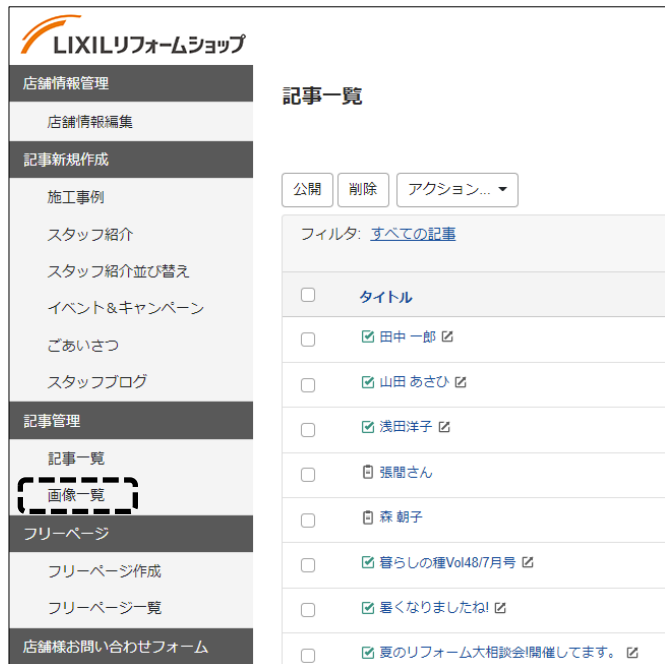 LIXILリフォームショップ
店舗情報管理
店舗情報編集
記事新規作成
施工事例
スタッフ紹介
スタッフ紹介並び替え
イベント＆キャンペーン
ごあいさつ
スタッフブログ
記事管理
記事一覧
画像一覧
フリーページ
フリーページ作成
フリーページ一覧
店舗様お問い合わせフォーム
記事一覧
公開 削除 アクション...
フィルタ: すべての記事
タイトル
田中 一郎
山田 あさひ
浅田洋子
張間さん
森 朝子
暮らしの種Vol48/7月号
暑くなりましたね!
夏のリフォーム大相談会!開催してます。